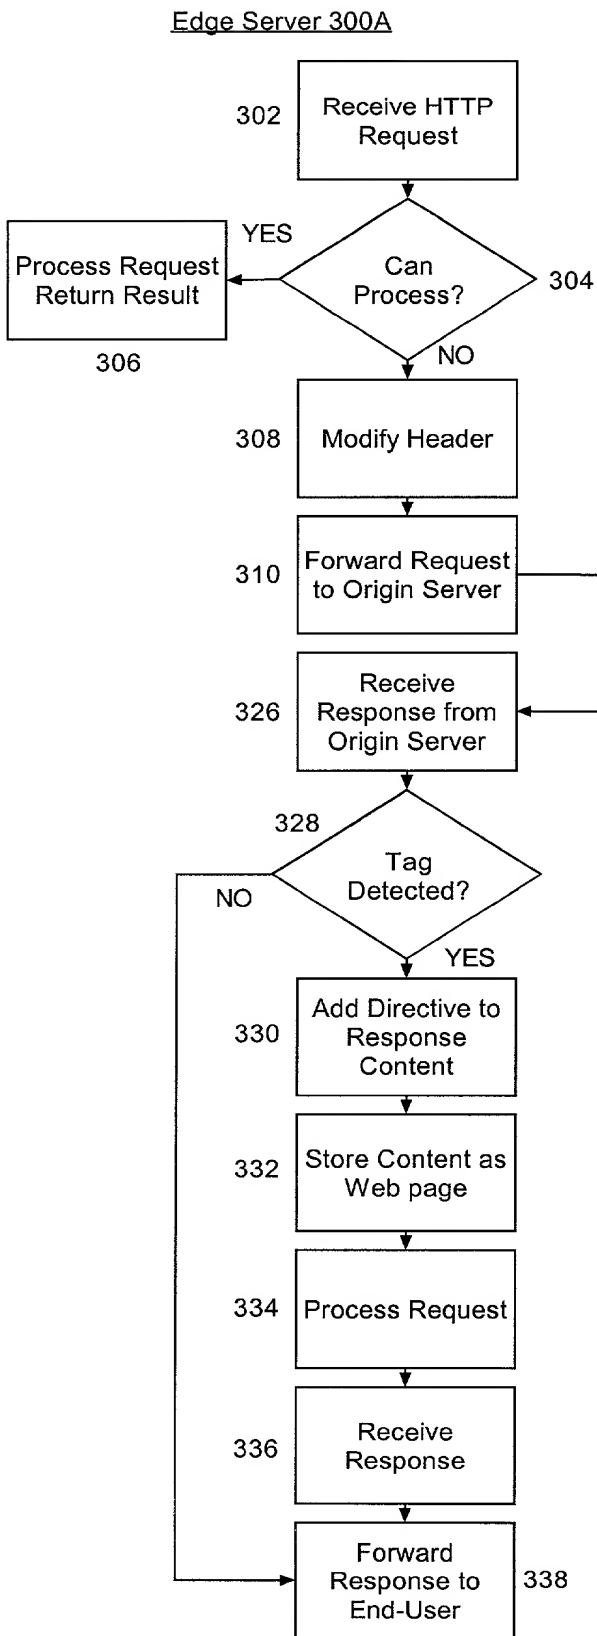 Edge Server 300A
302
Receive HTTP
Request
YES
Process Request
Return Result
306
Can
Process?
304
NO
308
Modify Header
310
Forward Request
to Origin Server
326
Receive
Response from
Origin Server
328
Tag
Detected?
NO
YES
330
Add Directive to
Response
Content
332
Store Content as
Web page
334
Process Request
336
Receive
Response
Forward
Response to
End-User
338